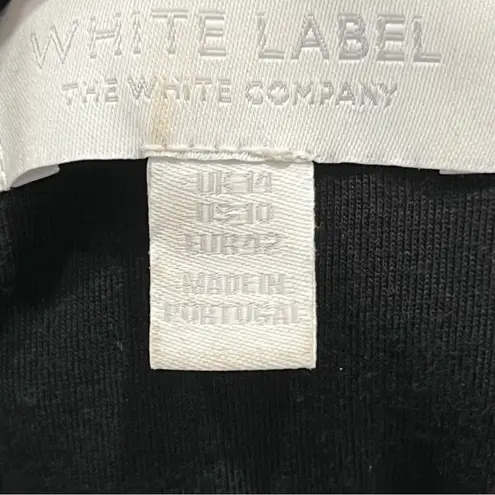 WHITE LABEL
THE WHITE COMPANY
UK 14
US 10
EUR 42
MADE IN
PORTUGAL